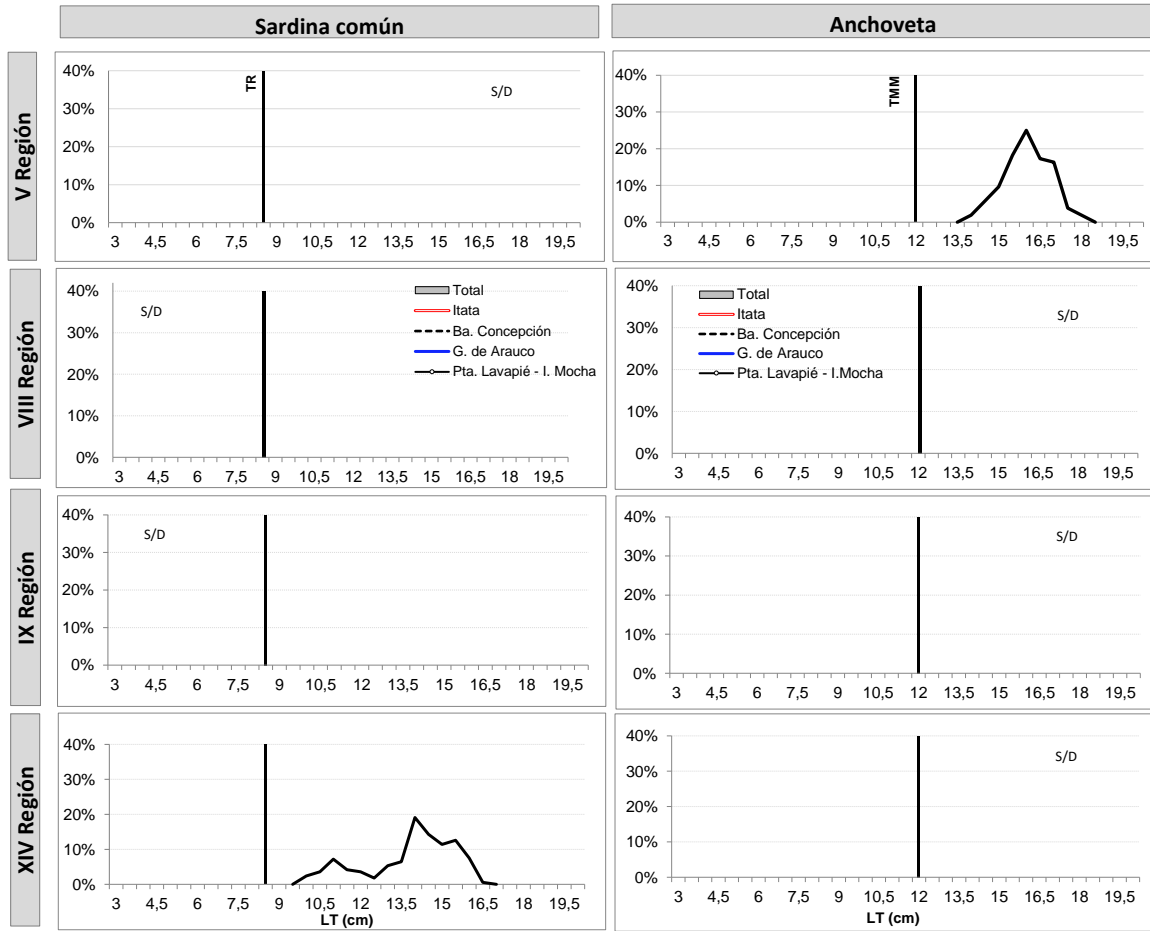 Sardina común
Anchoveta
V Región
40%
30%
20%
10%
0%
TR
S/D
3 4,5 6 7,5 9 10,5 12 13,5 15 16,5 18 19,5
40%
30%
20%
10%
0%
TMM
3 4,5 6 7,5 9 10,5 12 13,5 15 16,5 18 19,5
VIII Región
40%
30%
20%
10%
0%
S/D
Total
Itata
Ba. Concepción
G. de Arauco
Pta. Lavapié - I.Mocha
3 4,5 6 7,5 9 10,5 12 13,5 15 16,5 18 19,5
40%
30%
20%
10%
0%
Total
Itata
Ba. Concepción
G. de Arauco
Pta. Lavapié - I.Mocha
S/D
3 4,5 6 7,5 9 10,5 12 13,5 15 16,5 18 19,5
IX Región
40%
30%
20%
10%
0%
S/D
3 4,5 6 7,5 9 10,5 12 13,5 15 16,5 18 19,5
40%
30%
20%
10%
0%
S/D
3 4,5 6 7,5 9 10,5 12 13,5 15 16,5 18 19,5
XIV Región
40%
30%
20%
10%
0%
3 4,5 6 7,5 9 10,5 12 13,5 15 16,5 18 19,5
LT (cm)
40%
30%
20%
10%
0%
S/D
3 4,5 6 7,5 9 10,5 12 13,5 15 16,5 18 19,5
LT (cm)